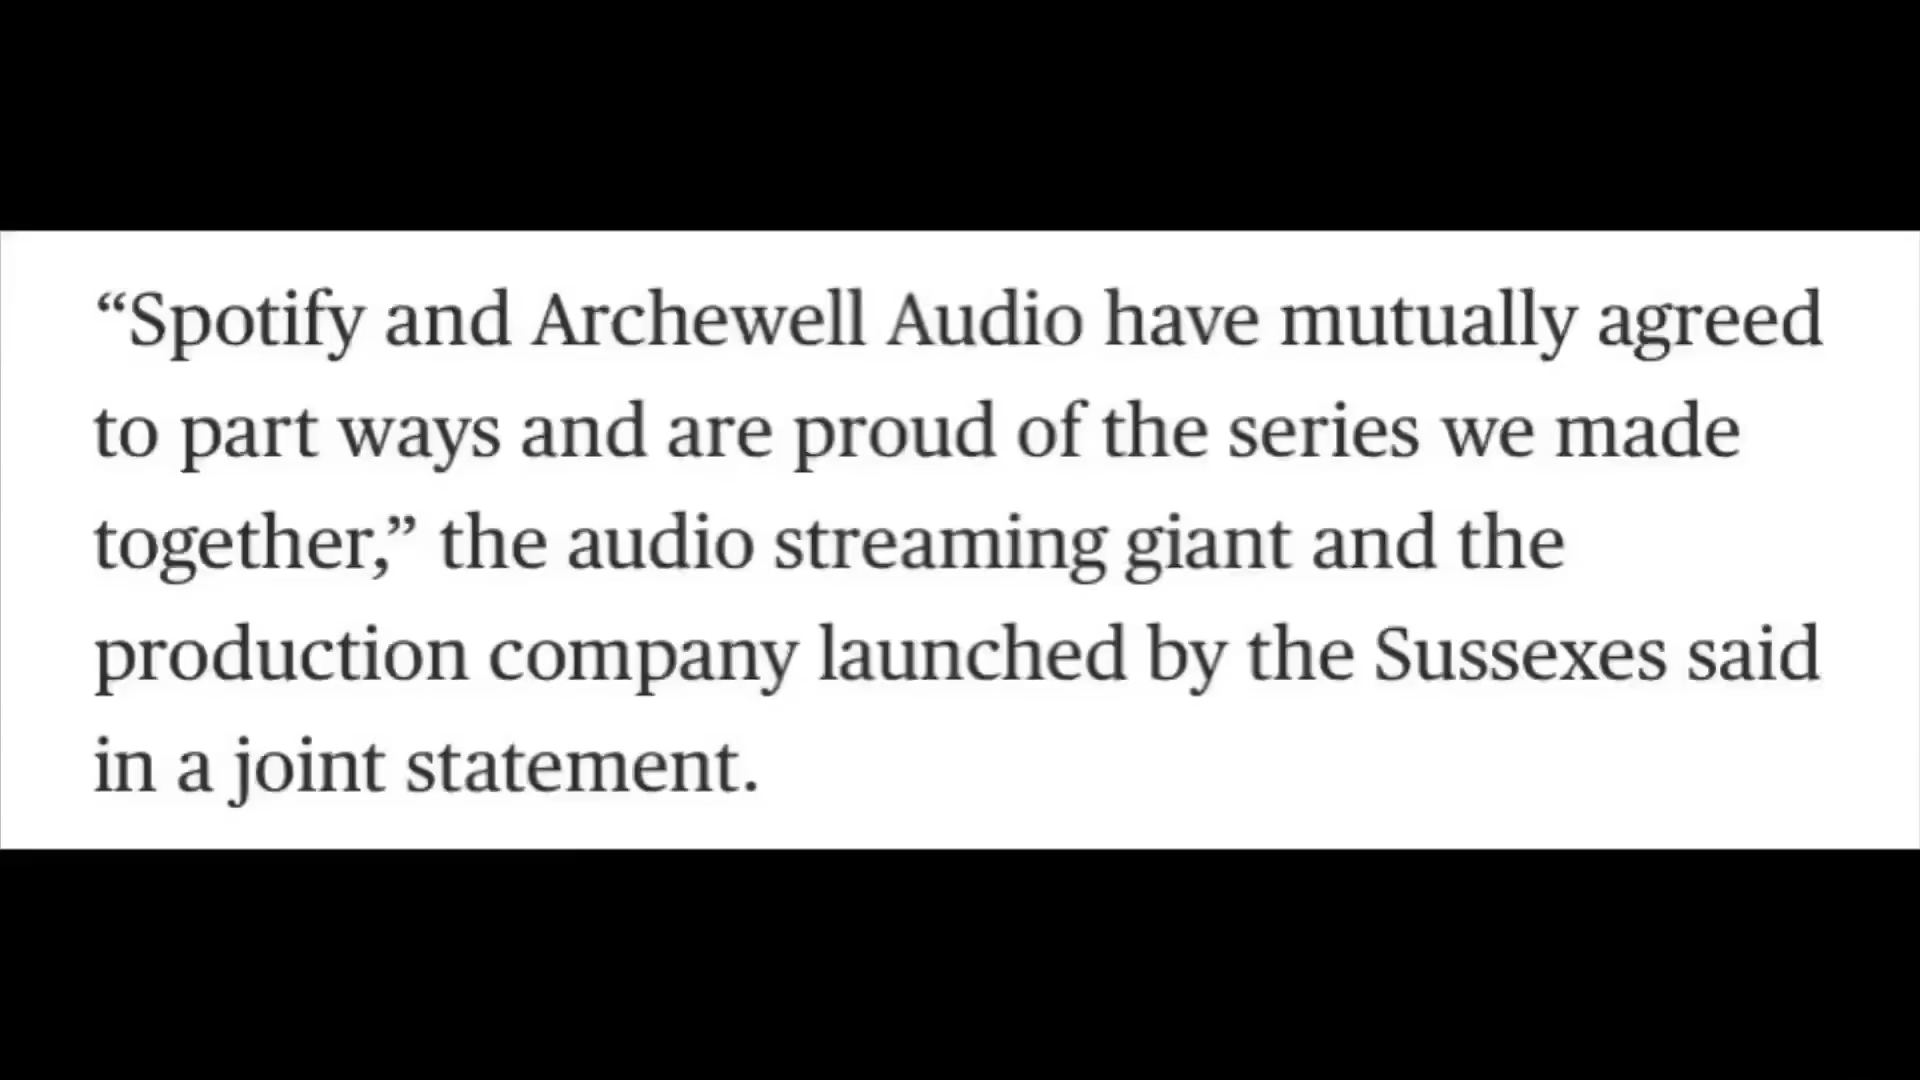 “Spotify and Archewell Audio have mutually agreed
to part ways and are proud of the series we made
together,” the audio streaming giant and the
production company launched by the Sussexes said
in a joint statement.